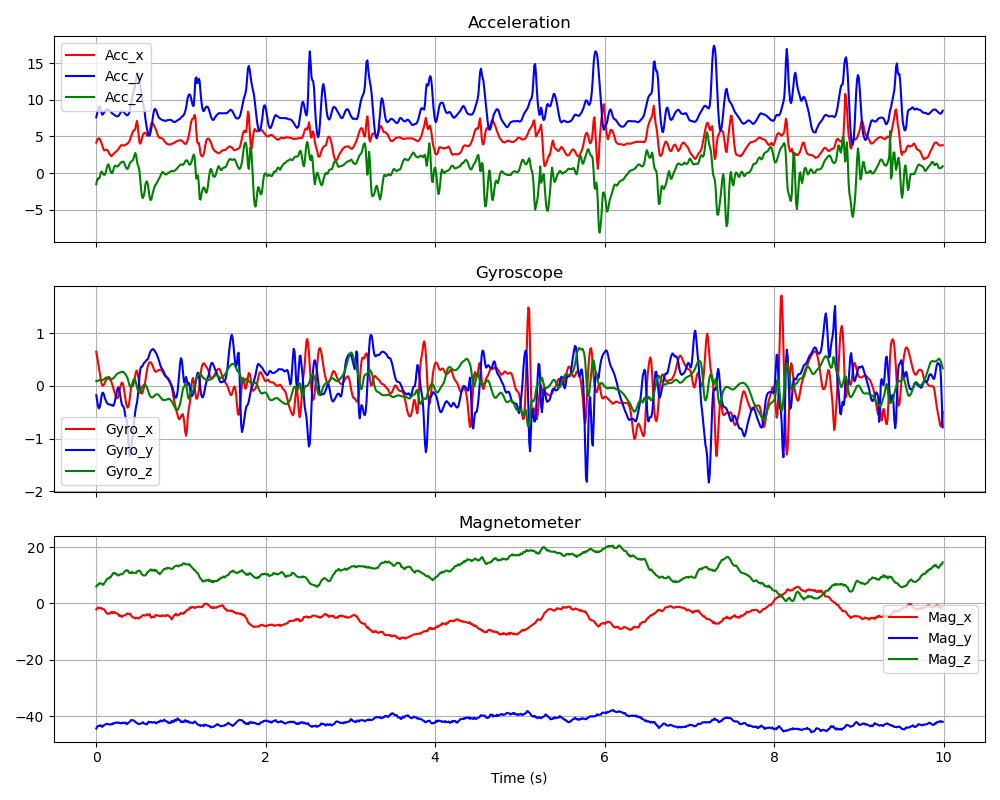 Acceleration
Acc_x
Acc_y
Acc_z
15
10
5
0
−5
Gyroscope
1
0
−1
−2
Gyro_x
Gyro_y
Gyro_z
Magnetometer
20
0
−20
−40
Mag_x
Mag_y
Mag_z
0 2 4 6 8 10
Time (s)